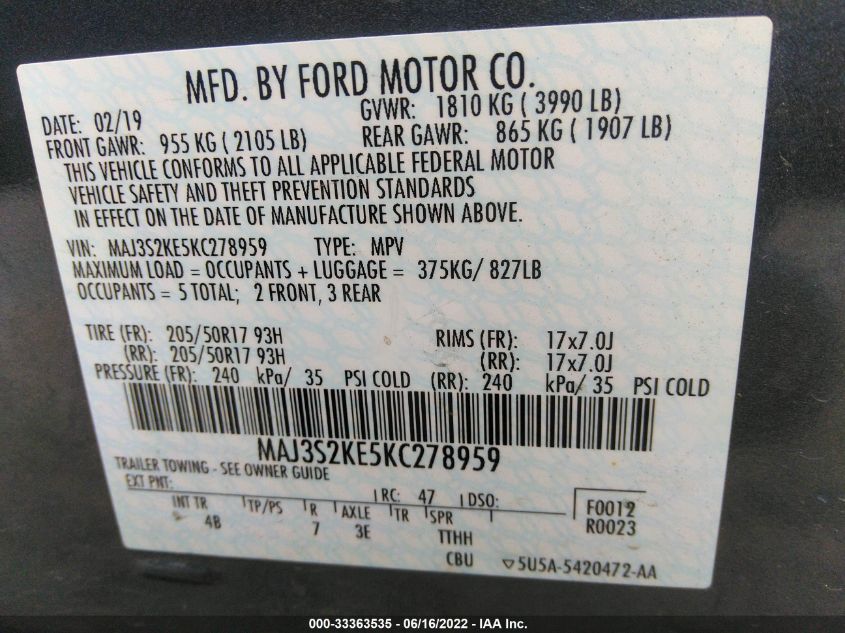 MFD. BY FORD MOTOR CO.
DATE: 02/19 GVWR: 1810 KG ( 3990 LB)
FRONT GAWR: 955 KG ( 2105 LB) REAR GAWR: 865 KG ( 1907 LB)
THIS VEHICLE CONFORMS TO ALL APPLICABLE FEDERAL MOTOR
VEHICLE SAFETY AND THEFT PREVENTION STANDARDS
IN EFFECT ON THE DATE OF MANUFACTURE SHOWN ABOVE.
VIN: MAJ3S2KE5KC278959 TYPE: MPV
MAXIMUM LOAD = OCCUPANTS + LUGGAGE = 375KG/ 827LB
OCCUPANTS = 5 TOTAL; 2 FRONT, 3 REAR
TIRE (FR): 205/50R17 93H RIMS (FR): 17x7.0J
(RR): 205/50R17 93H (RR): 17x7.0J
PRESSURE (FR): 240 kPa/ 35 PSI COLD (RR): 240 kPa/ 35 PSI COLD
MAJ3S2KE5KC278959
TRAILER TOWING - SEE OWNER GUIDE
EXT PNT: RC: 47 DSO: F0012
INT TR TP/PS R AXLE TR SPR R0023
4B 7 3E TTHH
CBU 5U5A-5420472-AA
000-33363535 - 06/16/2022 - IAA Inc.